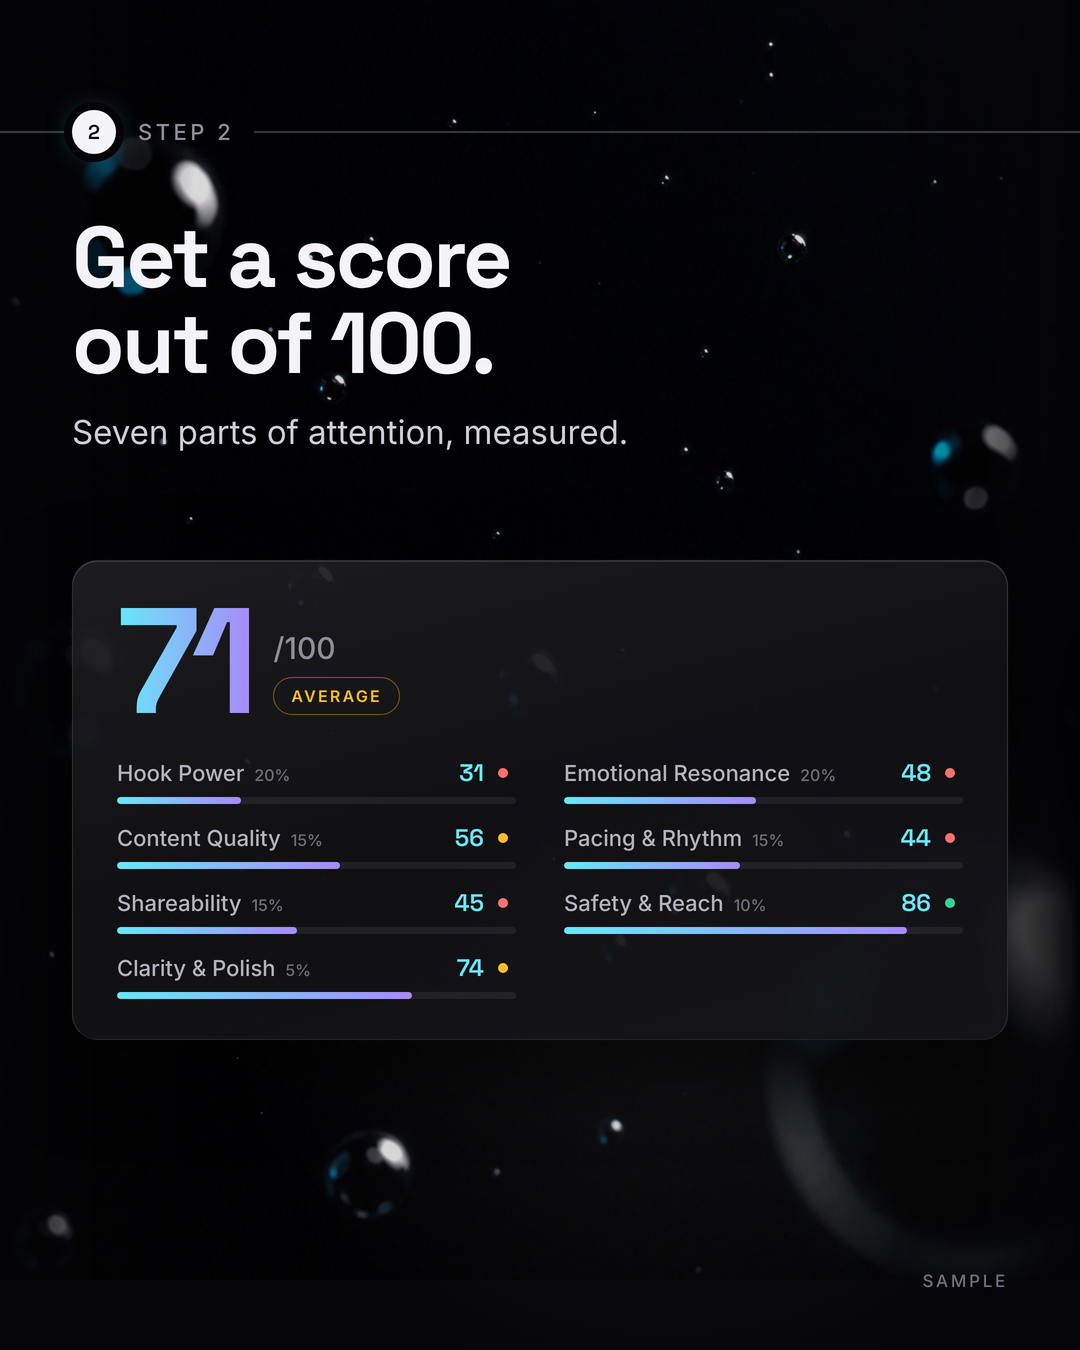 2 STEP 2
Get a score
out of 100.
Seven parts of attention, measured.
71 /100
AVERAGE
Hook Power 20% 31
Emotional Resonance 20% 48
Content Quality 15% 56
Pacing & Rhythm 15% 44
Shareability 15% 45
Safety & Reach 10% 86
Clarity & Polish 5% 74
SAMPLE